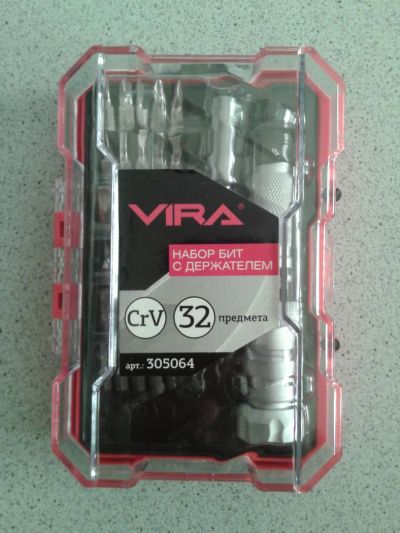 VIRA®
НАБОР БИТ
С ДЕРЖАТЕЛЕМ
CrV 32 предмета
арт.: 305064